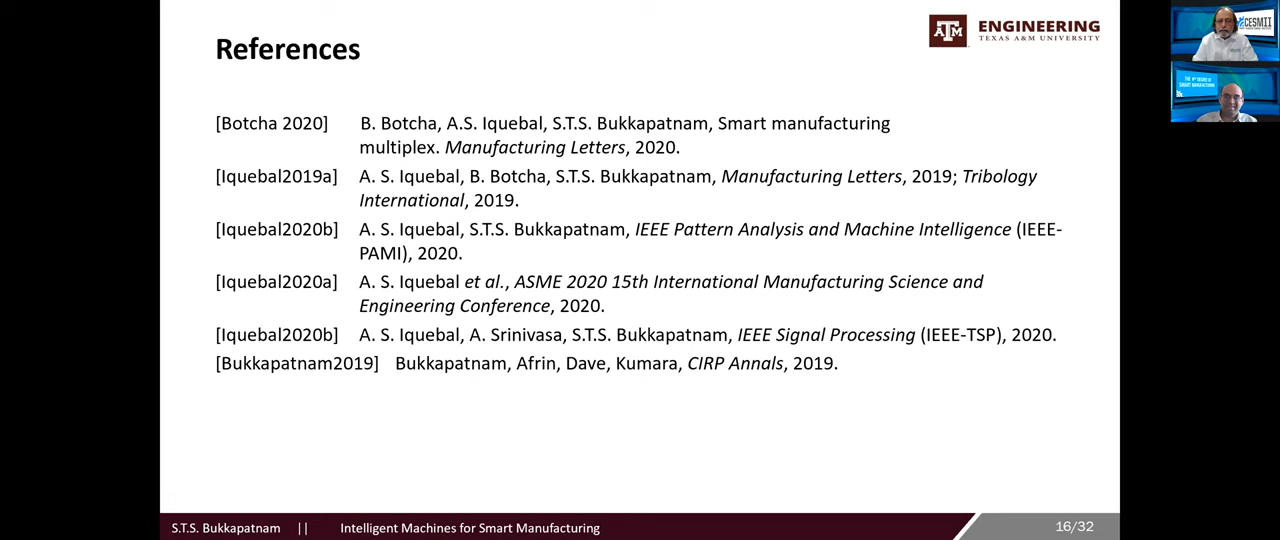 References
ATM
ENGINEERING
TEXAS A&M UNIVERSITY
CESMII
[Botcha 2020] B. Botcha, A.S. Iquebal, S.T.S. Bukkapatnam, Smart manufacturing
multiplex. Manufacturing Letters, 2020.
[Iquebal2019a] A. S. Iquebal, B. Botcha, S.T.S. Bukkapatnam, Manufacturing Letters, 2019; Tribology
International, 2019.
[Iquebal2020b] A. S. Iquebal, S.T.S. Bukkapatnam, IEEE Pattern Analysis and Machine Intelligence (IEEE-
PAMI), 2020.
[Iquebal2020a] A. S. Iquebal et al., ASME 2020 15th International Manufacturing Science and
Engineering Conference, 2020.
[Iquebal2020b] A. S. Iquebal, A. Srinivasa, S.T.S. Bukkapatnam, IEEE Signal Processing (IEEE-TSP), 2020.
[Bukkapatnam2019] Bukkapatnam, Afrin, Dave, Kumara, CIRP Annals, 2019.
S.T.S. Bukkapatnam || Intelligent Machines for Smart Manufacturing 16/32